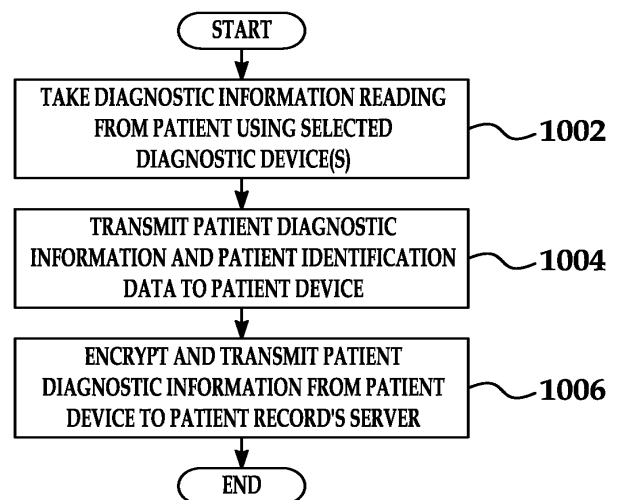 START
TAKE DIAGNOSTIC INFORMATION READING
FROM PATIENT USING SELECTED
DIAGNOSTIC DEVICE(S)
1002
TRANSMIT PATIENT DIAGNOSTIC
INFORMATION AND PATIENT IDENTIFICATION
DATA TO PATIENT DEVICE
1004
ENCRYPT AND TRANSMIT PATIENT
DIAGNOSTIC INFORMATION FROM PATIENT
DEVICE TO PATIENT RECORD'S SERVER
1006
END